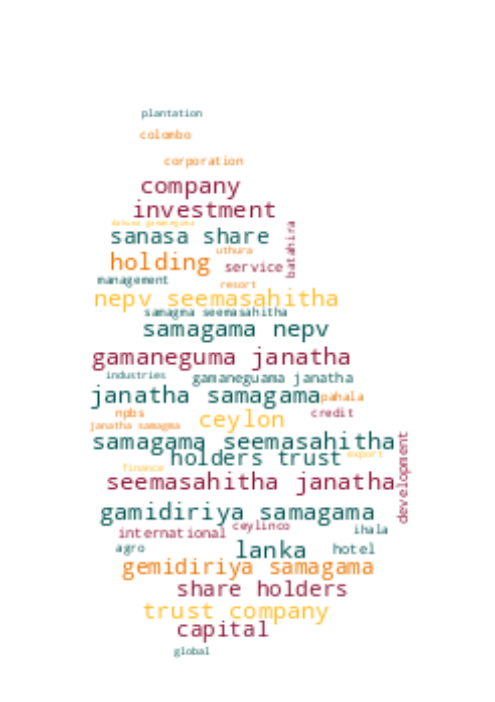 plantation
colombo
corporation
company
investment
sanasa share
batahira
uthura
holding
service
management
resort
nepv seemasahitha
samagma seemasahitha
samagama nepv
gamaneguma janatha
industries
gamaneguama janatha
janatha samagama
pahala
npbs
credit
ceylon
janatha samagma
samagama seemasahitha
holders trust
export
finance
development
seemasahitha janatha
gamidiriya samagama
ceylinco
international
ihala
agro
lanka
hotel
gemidiriya samagama
share holders
trust company
capital
global